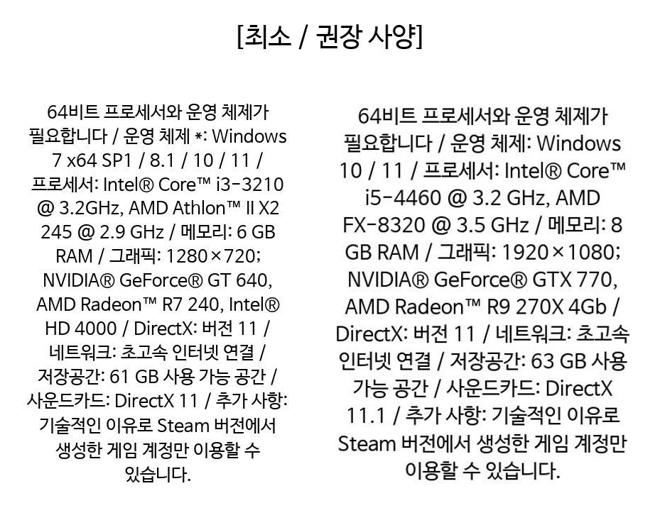 [최소 / 권장 사양]
64비트 프로세서와 운영 체제가
필요합니다 / 운영 체제 *: Windows
7 x64 SP1 / 8.1 / 10 / 11 /
프로세서: Intel® Core™ i3-3210
@ 3.2GHz, AMD Athlon™ II X2
245 @ 2.9 GHz / 메모리: 6 GB
RAM / 그래픽: 1280×720;
NVIDIA® GeForce® GT 640,
AMD Radeon™ R7 240, Intel®
HD 4000 / DirectX: 버전 11 /
네트워크: 초고속 인터넷 연결 /
저장공간: 61 GB 사용 가능 공간 /
사운드카드: DirectX 11 / 추가 사항:
기술적인 이유로 Steam 버전에서
생성한 게임 계정만 이용할 수
있습니다.
64비트 프로세서와 운영 체제가
필요합니다 / 운영 체제: Windows
10 / 11 / 프로세서: Intel® Core™
i5-4460 @ 3.2 GHz, AMD
FX-8320 @ 3.5 GHz / 메모리: 8
GB RAM / 그래픽: 1920×1080;
NVIDIA® GeForce® GTX 770,
AMD Radeon™ R9 270X 4Gb /
DirectX: 버전 11 / 네트워크: 초고속
인터넷 연결 / 저장공간: 63 GB 사용
가능 공간 / 사운드카드: DirectX
11.1 / 추가 사항: 기술적인 이유로
Steam 버전에서 생성한 게임 계정만
이용할 수 있습니다.